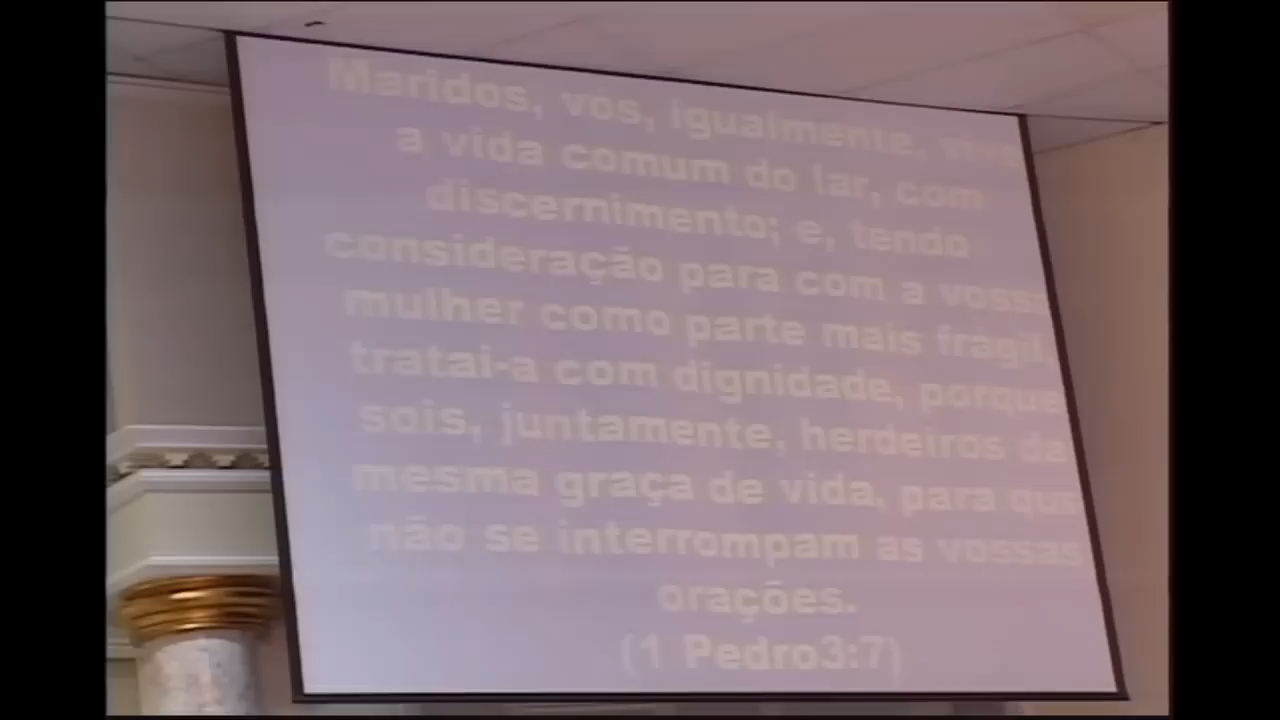 Maridos, vós, igualmente,
a vida comum do lar, com
discernimento; e, tendo
consideração para com a vossa
mulher como parte mais frágil,
tratai-a com dignidade, porque
sois, juntamente, herdeiros da
mesma graça de vida, para que
não se interrompam as vossas
orações.
(1 Pedro3:7)